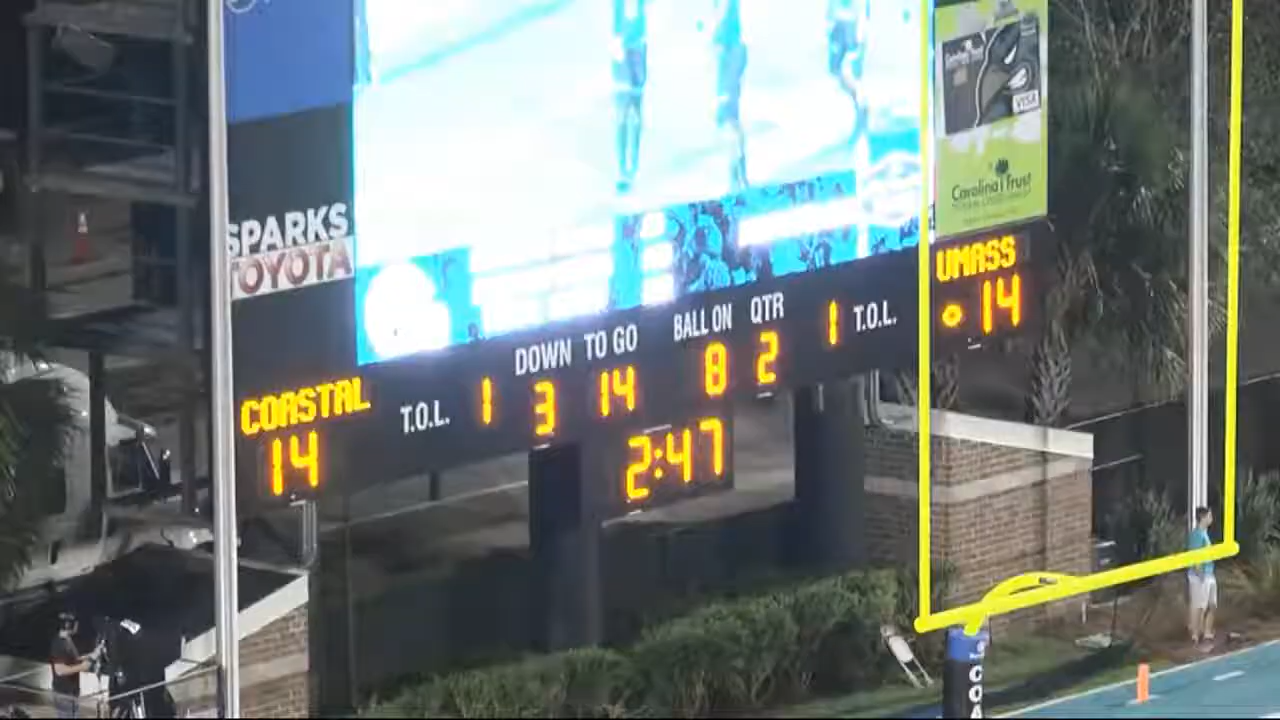 SPARKS
TOYOTA
VISA
Carolina Trust
UMASS
14
COASTAL
14
T.O.L. 1
DOWN 3
TO GO 14
BALL ON 8
QTR 2
1 T.O.L.
2:47
COA